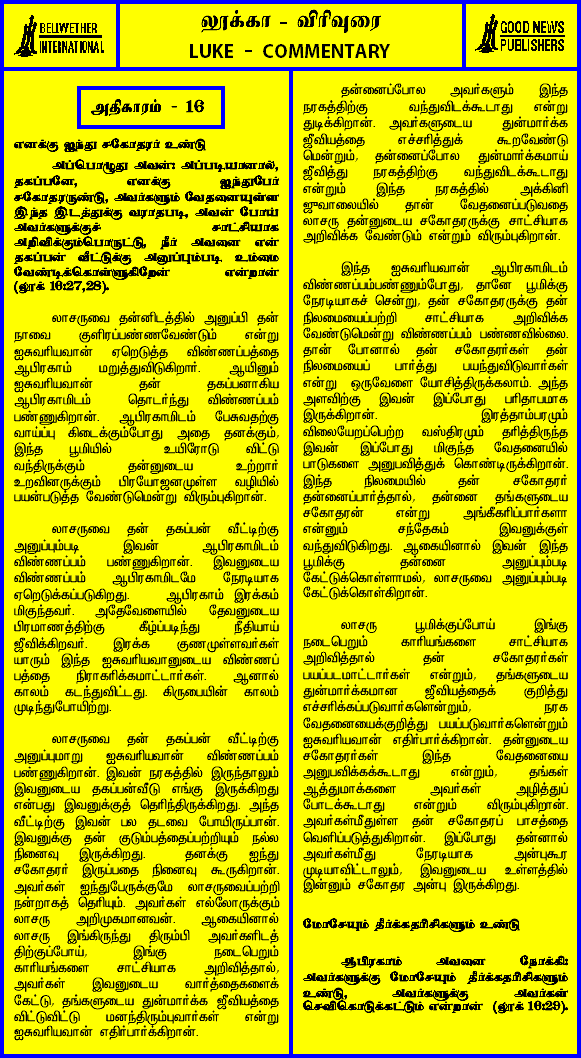 BELWETHER
INTERNATIONAL
லூக்கா - விரிவுரை
LUKE - COMMENTARY
GOOD NEWS
PUBLISHERS
அதிகாரம் - 16
எனக்கு ஐந்து சகோதரர் உண்டு
அப்பொழுது அவன்: அப்படியானால்,
தகப்பனே, எனக்கு ஐந்துபேர்
சகோதரருண்டு, அவர்களும் வேதனையுள்ள
இந்த இடத்துக்கு வராதபடி, அவன் போய்
அவர்களுக்குச் சாட்சியாக
அறிவிக்கும்பொருட்டு, நீர் அவனை என்
தகப்பன் வீட்டுக்கு அனுப்பும்படி உம்மை
வேண்டிக்கொள்ளுகிறேன் என்றான்
(லூக் 16:27,28).
லாசருவை தன்னிடத்தில் அனுப்பி தன்
நாவை குளிரப்பண்ணவேண்டும் என்று
ஐசுவரியவான் ஏறெடுத்த விண்ணப்பத்தை
ஆபிரகாம் மறுத்துவிடுகிறார். ஆயினும்
ஐசுவரியவான் தன் தகப்பனாகிய
ஆபிரகாமிடம் தொடர்ந்து விண்ணப்பம்
பண்ணுகிறான். ஆபிரகாமிடம் பேசுவதற்கு
வாய்ப்பு கிடைக்கும்போது அதை தனக்கும்,
இந்த பூமியில் உயிரோடு விட்டு
வந்திருக்கும் தன்னுடைய உற்றார்
உறவினருக்கும் பிரயோஜனமுள்ள வழியில்
பயன்படுத்த வேண்டுமென்று விரும்புகிறான்.
லாசருவை தன் தகப்பன் வீட்டிற்கு
அனுப்பும்படி இவன் ஆபிரகாமிடம்
விண்ணப்பம் பண்ணுகிறான். இவனுடைய
விண்ணப்பம் ஆபிரகாமிடமே நேரடியாக
ஏறெடுக்கப்படுகிறது. ஆபிரகாம் இரக்கம்
மிகுந்தவர். அதேவேளையில் தேவனுடைய
பிரமாணத்திற்கு கீழ்ப்படிந்து நீதியாய்
ஜீவிக்கிறவர். இரக்க குணமுள்ளவர்கள்
யாரும் இந்த ஐசுவரியவானுடைய விண்ணப்
பத்தை நிராகரிக்கமாட்டார்கள். ஆனால்
காலம் கடந்துவிட்டது. கிருபையின் காலம்
முடிந்துபோயிற்று.
லாசருவை தன் தகப்பன் வீட்டிற்கு
அனுப்புமாறு ஐசுவரியவான் விண்ணப்பம்
பண்ணுகிறான். இவன் நரகத்தில் இருந்தாலும்
இவனுடைய தகப்பன்வீடு எங்கு இருக்கிறது
என்பது இவனுக்குத் தெரிந்திருக்கிறது. அந்த
வீட்டிற்கு இவன் பல தடவை போயிருப்பான்.
இவனுக்கு தன் குடும்பத்தைப்பற்றியும் நல்ல
நினைவு இருக்கிறது. தனக்கு ஐந்து
சகோதரர் இருப்பதை நினைவு கூருகிறான்.
அவர்கள் ஐந்துபேருக்குமே லாசருவைப்பற்றி
நன்றாகத் தெரியும். அவர்கள் எல்லோருக்கும்
லாசரு அறிமுகமானவன். ஆகையினால்
லாசரு இங்கிருந்து திரும்பி அவர்களிடத்
திற்குப்போய், இங்கு நடைபெறும்
காரியங்களை சாட்சியாக அறிவித்தால்,
அவர்கள் இவனுடைய வார்த்தைகளைக்
கேட்டு, தங்களுடைய துன்மார்க்க ஜீவியத்தை
விட்டுவிட்டு மனந்திரும்புவார்கள் என்று
ஐசுவரியவான் எதிர்பார்க்கிறான்.
தன்னைப்போல அவர்களும் இந்த
நரகத்திற்கு வந்துவிடக்கூடாது என்று
துடிக்கிறான். அவர்களுடைய துன்மார்க்க
ஜீவியத்தை எச்சரித்துக் கூறவேண்டு
மென்றும், தன்னைப்போல துன்மார்க்கமாய்
ஜீவித்து நரகத்திற்கு வந்துவிடக்கூடாது
என்றும் இந்த நரகத்தில் அக்கினி
ஜுவாலையில் தான் வேதனைப்படுவதை
லாசரு தன்னுடைய சகோதரருக்கு சாட்சியாக
அறிவிக்க வேண்டும் என்றும் விரும்புகிறான்.
இந்த ஐசுவரியவான் ஆபிரகாமிடம்
விண்ணப்பம்பண்ணும்போது, தானே பூமிக்கு
நேரடியாகச் சென்று, தன் சகோதரருக்கு தன்
நிலமையைப்பற்றி சாட்சியாக அறிவிக்க
வேண்டுமென்று விண்ணப்பம் பண்ணவில்லை.
தான் போனால் தன் சகோதரர்கள் தன்
நிலமையைப் பார்த்து பயந்துவிடுவார்கள்
என்று ஒருவேளை யோசித்திருக்கலாம். அந்த
அளவிற்கு இவன் இப்போது பரிதாபமாக
இருக்கிறான். இரத்தாம்பரமும்
விலையேறப்பெற்ற வஸ்திரமும் தரித்திருந்த
இவன் இப்போது மிகுந்த வேதனையில்
பாடுகளை அனுபவித்துக் கொண்டிருக்கிறான்.
இந்த நிலமையில் தன் சகோதரர்
தன்னைப்பார்த்தால், தன்னை தங்களுடைய
சகோதரன் என்று அங்கீகரிப்பார்களா
என்னும் சந்தேகம் இவனுக்குள்
வந்துவிடுகிறது. ஆகையினால் இவன் இந்த
பூமிக்கு தன்னை அனுப்பும்படி
கேட்டுக்கொள்ளாமல், லாசருவை அனுப்பும்படி
கேட்டுக்கொள்கிறான்.
லாசரு பூமிக்குப்போய் இங்கு
நடைபெறும் காரியங்களை சாட்சியாக
அறிவித்தால் தன் சகோதரர்கள்
பயப்படமாட்டார்கள் என்றும், தங்களுடைய
துன்மார்க்கமான ஜீவியத்தைக் குறித்து
எச்சரிக்கப்படுவார்களென்றும், நரக
வேதனையைக்குறித்து பயப்படுவார்களென்றும்
ஐசுவரியவான் எதிர்பார்க்கிறான். தன்னுடைய
சகோதரர்கள் இந்த வேதனையை
அனுபவிக்கக்கூடாது என்றும், தங்கள்
ஆத்துமாக்களை அவர்கள் அழித்துப்
போடக்கூடாது என்றும் விரும்புகிறான்.
அவர்கள்மீதுள்ள தன் சகோதரப் பாசத்தை
வெளிப்படுத்துகிறான். இப்போது தன்னால்
அவர்கள்மீது நேரடியாக அன்புகூர
முடியாவிட்டாலும், இவனுடைய உள்ளத்தில்
இன்னும் சகோதர அன்பு இருக்கிறது.
மோசேயும் தீர்க்கதரிசிகளும் உண்டு
ஆபிரகாம் அவனை நோக்கி:
அவர்களுக்கு மோசேயும் தீர்க்கதரிசிகளும்
உண்டு, அவர்களுக்கு அவர்கள்
செவிகொடுக்கட்டும் என்றான் (லூக் 16:29).